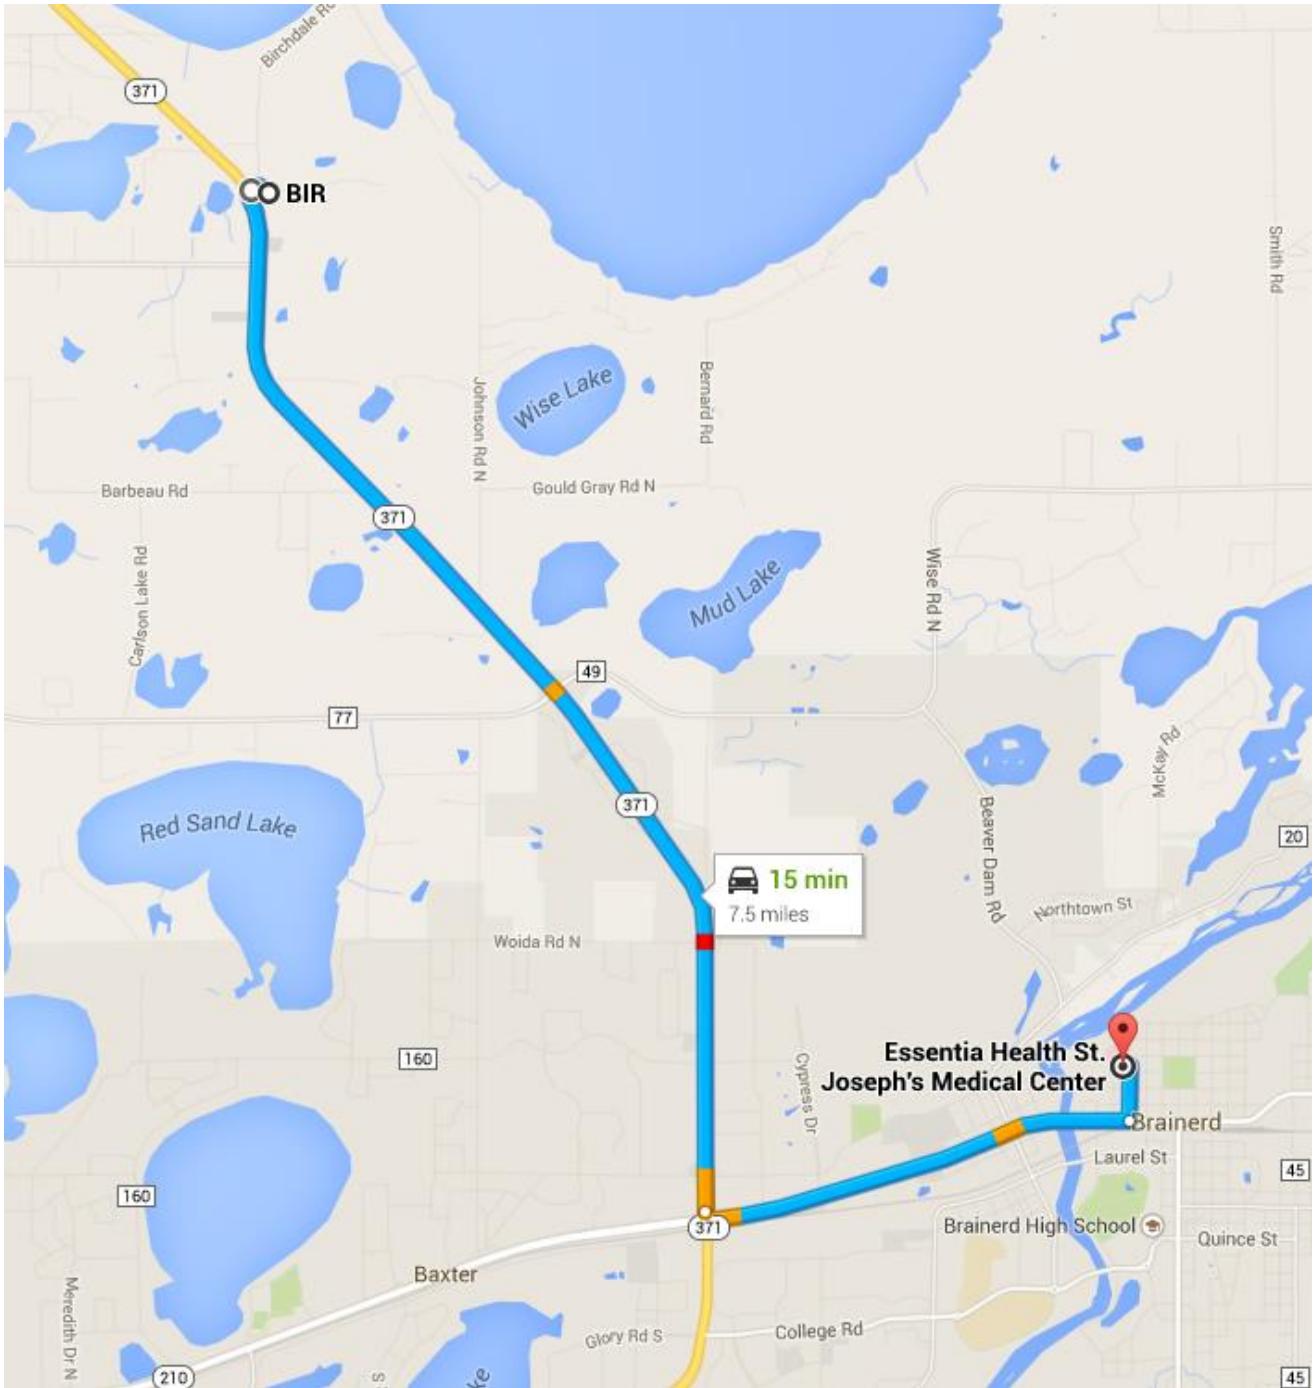 Birchdale Rd
371
BIR
Smith Rd
Wise Lake
Johnson Rd N
Bernard Rd
Barbeau Rd
Gould Gray Rd N
371
Carlson Lake Rd
Mud Lake
Wise Rd N
49
77
McKay Rd
371
Beaver Dam Rd
Red Sand Lake
20
15 min
7.5 miles
Northtown St
Woida Rd N
Essentia Health St.
Joseph's Medical Center
160
Cypress Dr
Brainerd
Laurel St
45
160
371
Brainerd High School
Quince St
Baxter
Meredith Dr N
Glory Rd S
College Rd
210
S
ke
45